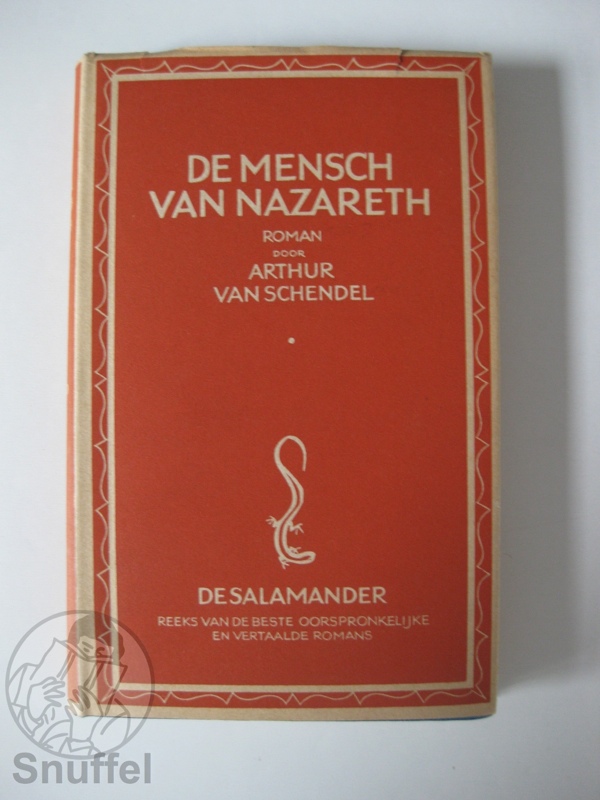 DE MENSCH
VAN NAZARETH
ROMAN
DOOR
ARTHUR
VAN SCHENDEL
DE SALAMANDER
REEKS VAN DE BESTE OORSPRONKELIJKE
EN VERTAALDE ROMANS
Snuffel